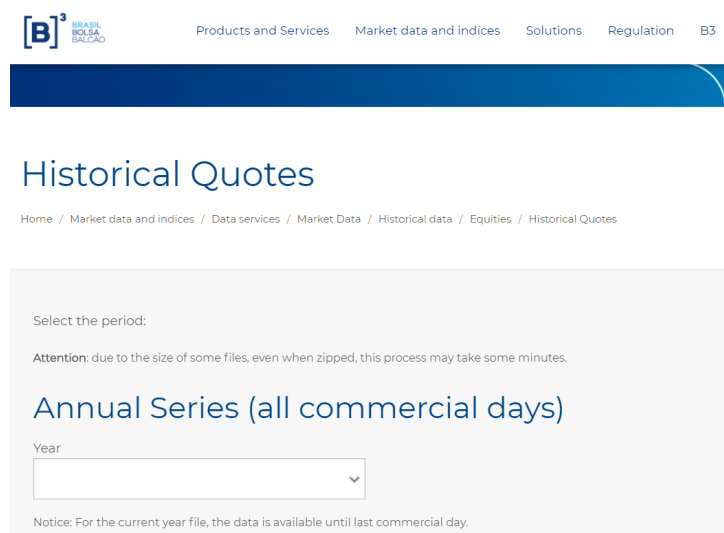 [B]³ BRASIL
BOLSA
BALCÃO
Products and Services Market data and indices Solutions Regulation B3
Historical Quotes
Home / Market data and indices / Data services / Market Data / Historical data / Equities / Historical Quotes
Select the period:
Attention: due to the size of some files, even when zipped, this process may take some minutes.
Annual Series (all commercial days)
Year
Notice: For the current year file, the data is available until last commercial day.